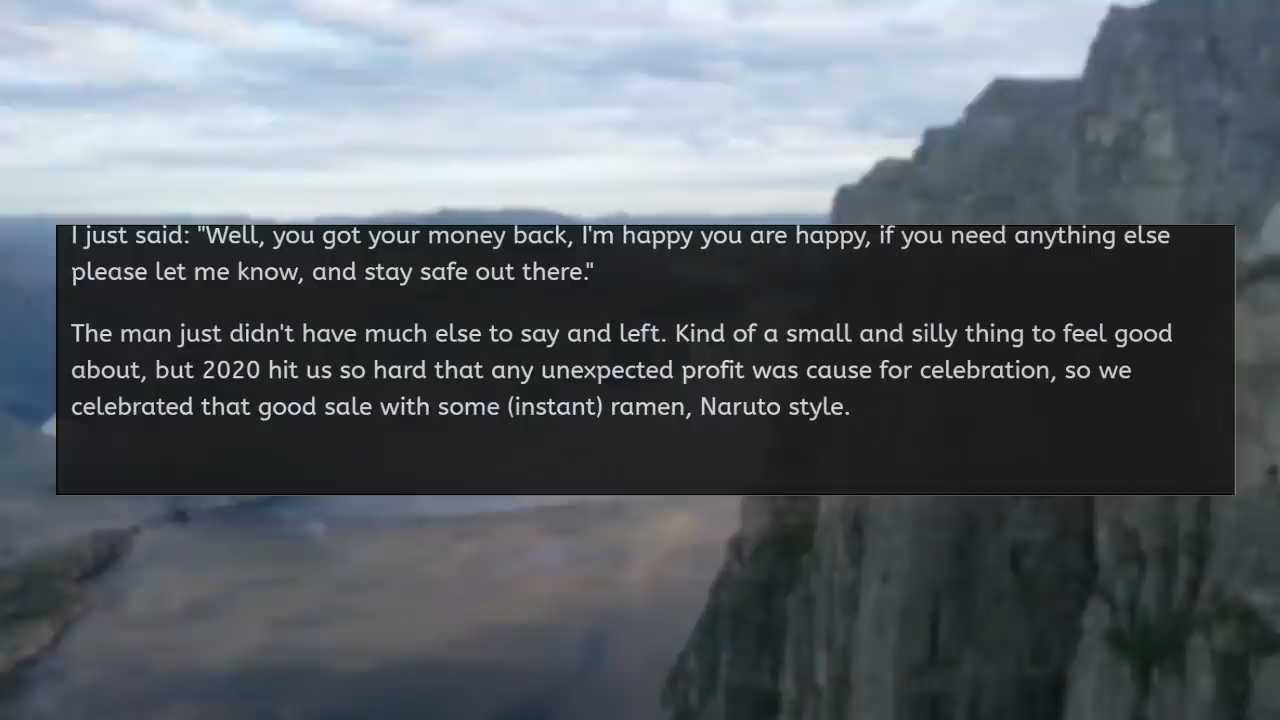 I just said: "Well, you got your money back, I'm happy you are happy, if you need anything else
please let me know, and stay safe out there."
The man just didn't have much else to say and left. Kind of a small and silly thing to feel good
about, but 2020 hit us so hard that any unexpected profit was cause for celebration, so we
celebrated that good sale with some (instant) ramen, Naruto style.